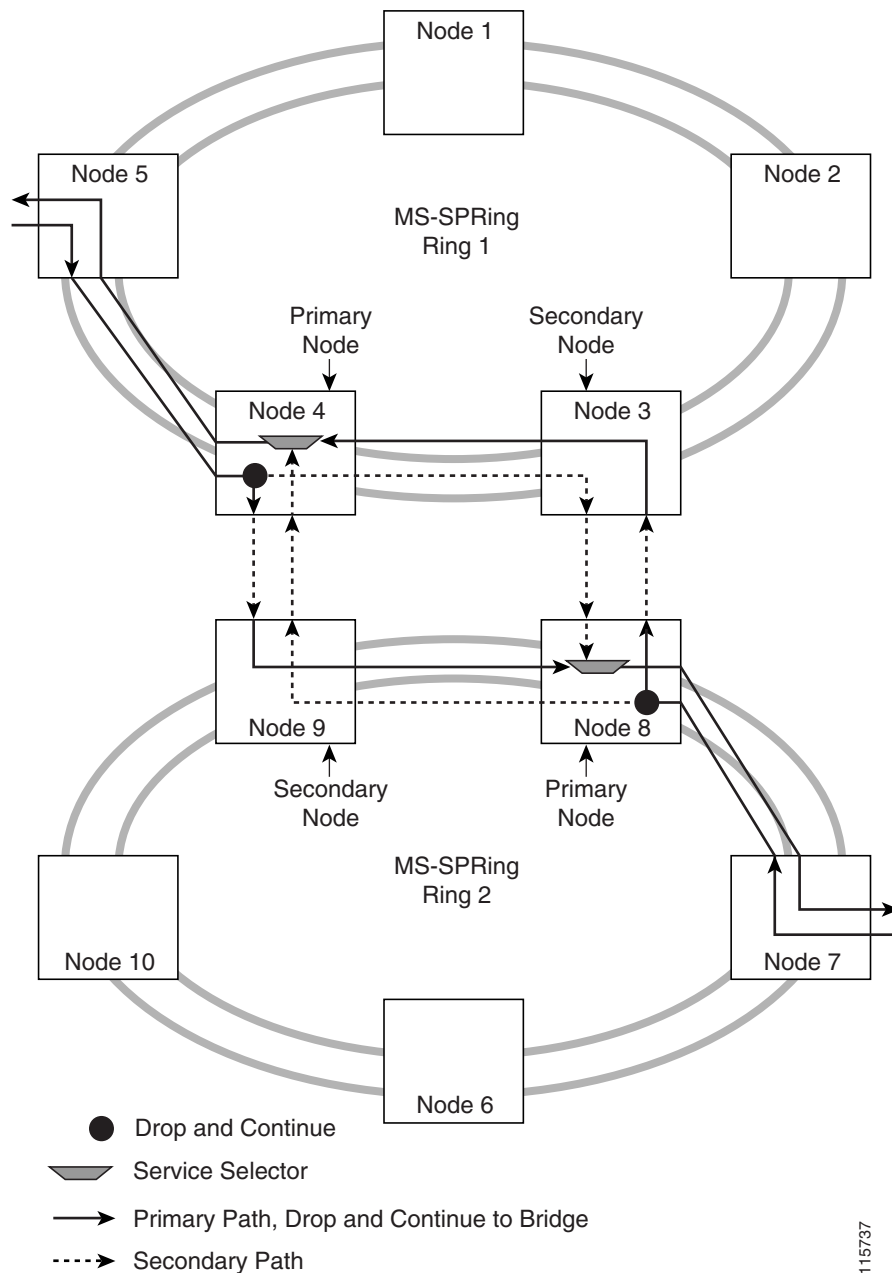 Node 1
Node 5
Node 2
MS-SPRing
Ring 1
Primary
Node
Secondary
Node
Node 4
Node 3
Node 9
Node 8
Secondary
Node
Primary
Node
MS-SPRing
Ring 2
Node 10
Node 7
Node 6
Drop and Continue
Service Selector
Primary Path, Drop and Continue to Bridge
Secondary Path
115737